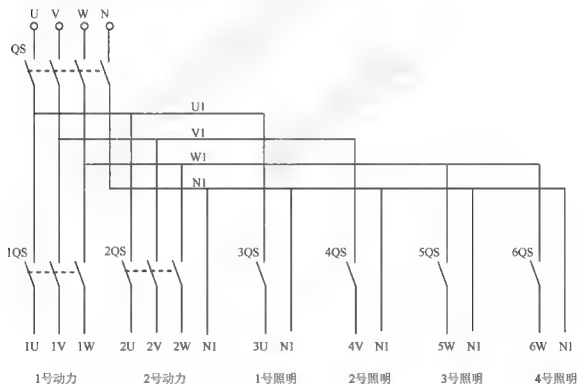 U V W N
QS
U1
V1
W1
N1
1QS 2QS 3QS 4QS 5QS 6QS
1U 1V 1W 2U 2V 2W N1 3U N1 4V N1 5W N1 6W N1
1号动力 2号动力 1号照明 2号照明 3号照明 4号照明